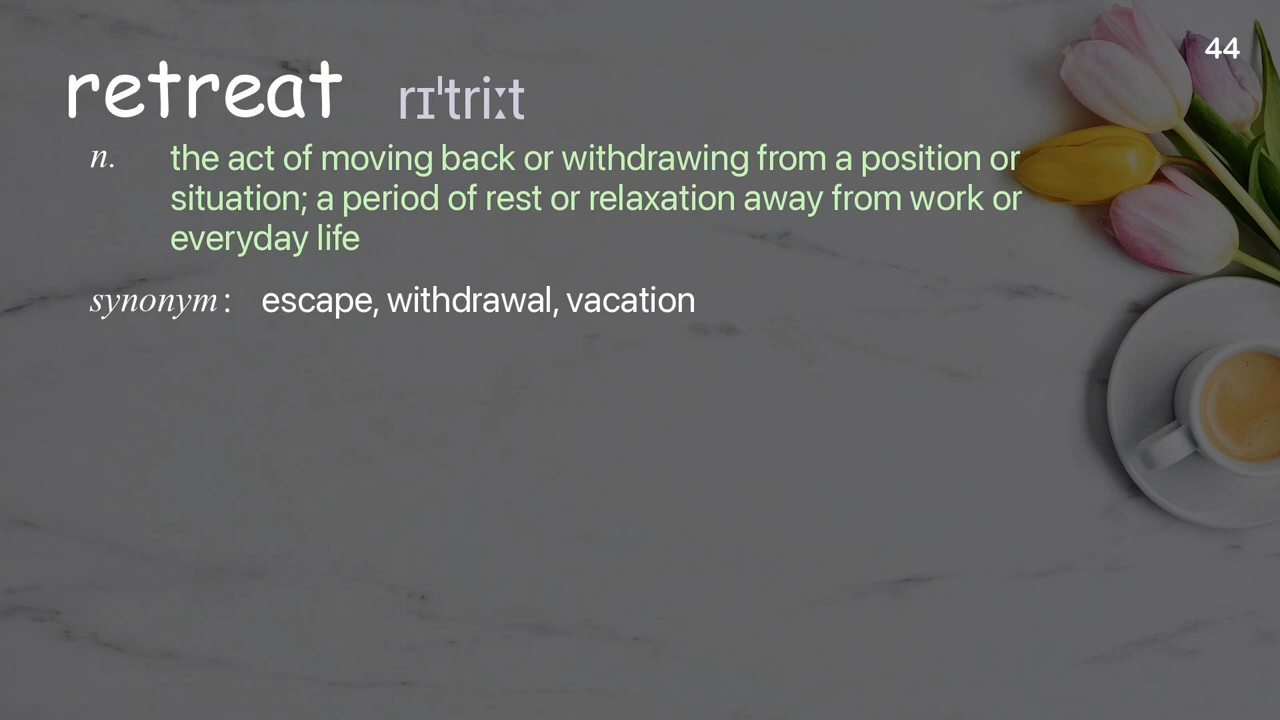 44
retreat rɪˈtriːt
n. the act of moving back or withdrawing from a position or
situation; a period of rest or relaxation away from work or
everyday life
synonym: escape, withdrawal, vacation